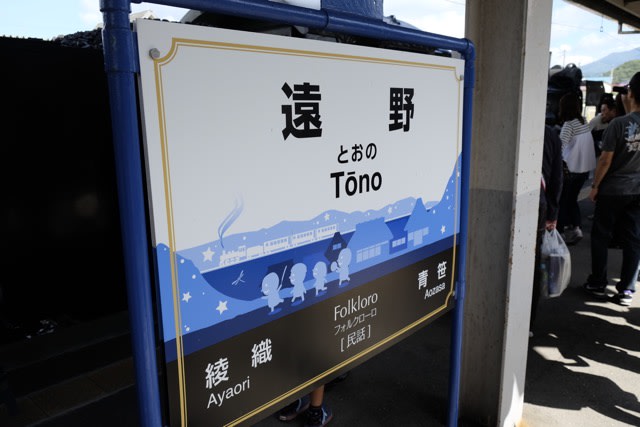 遠野
とおの
Tōno
Folkloro
フォルクローロ
[民話]
綾織
Ayaori
青笹
Aozasa